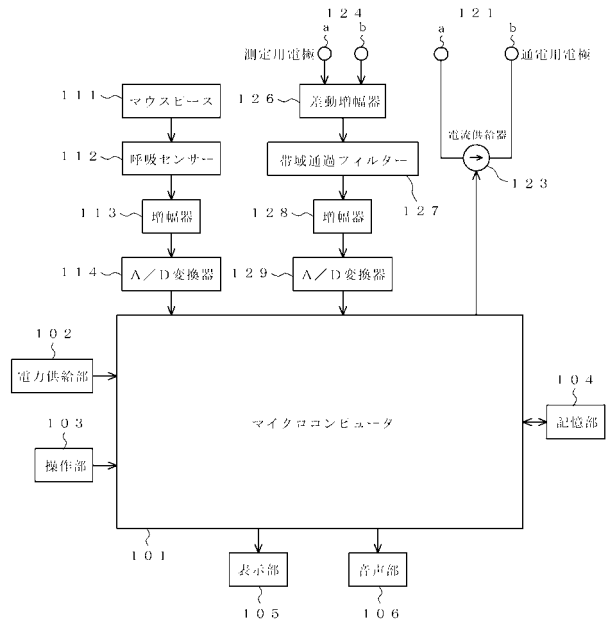 １２４
１２１
a
b
a
b
測定用電極
通電用電極
１１１
マウスピース
１２６
差動増幅器
電流供給器
１１２
呼吸センサー
帯域通過フィルター
１２３
１２７
１１３
増幅器
１２８
増幅器
１１４
Ａ／Ｄ変換器
１２９
Ａ／Ｄ変換器
１０２
電力供給部
１０４
マイクロコンピュータ
記憶部
１０３
操作部
１０１
表示部
音声部
１０５
１０６